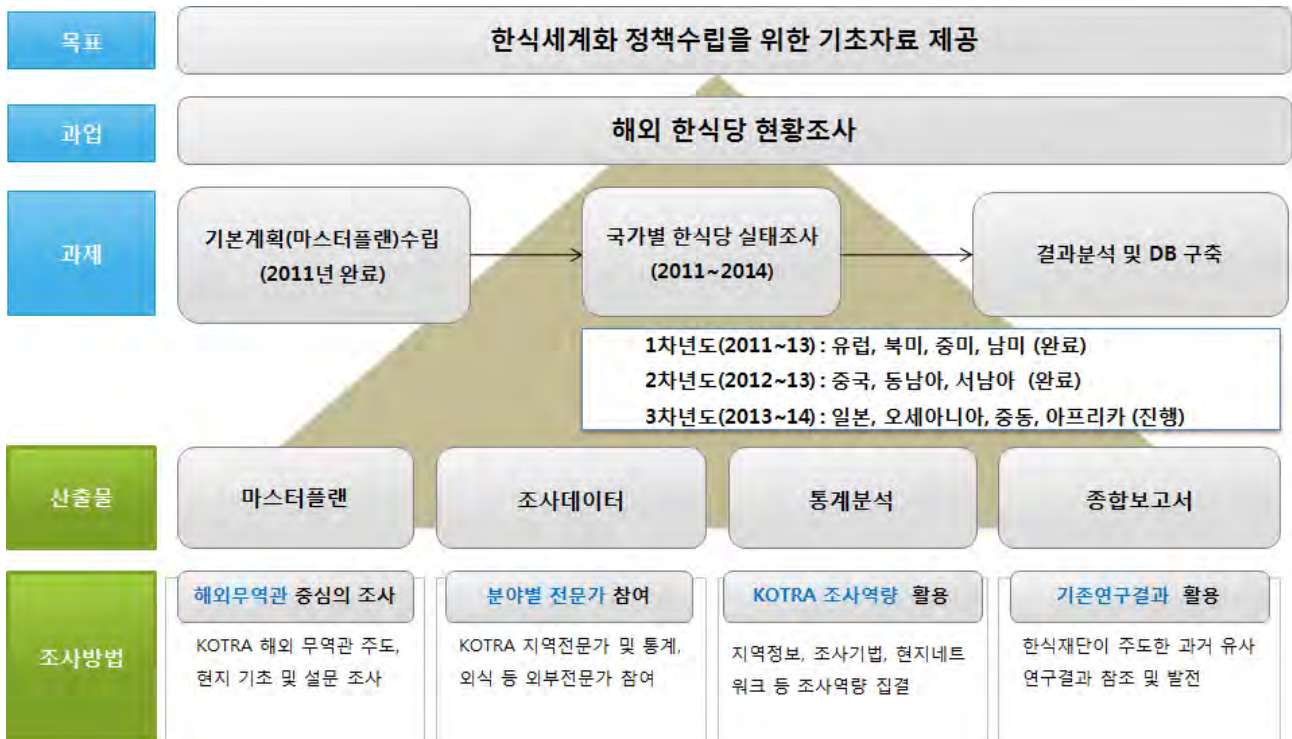 목표
한식세계화 정책수립을 위한 기초자료 제공
과업
해외 한식당 현황조사
과제
기본계획(마스터플랜)수립
(2011년 완료)
국가별 한식당 실태조사
(2011~2014)
결과분석 및 DB 구축
1차년도(2011~13) : 유럽, 북미, 중미, 남미 (완료)
2차년도(2012~13) : 중국, 동남아, 서남아 (완료)
3차년도(2013~14) : 일본, 오세아니아, 중동, 아프리카 (진행)
산출물
마스터플랜
조사데이터
통계분석
종합보고서
조사방법
해외무역관 중심의 조사
KOTRA 해외 무역관 주도,
현지 기초 및 설문 조사
분야별 전문가 참여
KOTRA 지역전문가 및 통계,
외식 등 외부전문가 참여
KOTRA 조사역량 활용
지역정보, 조사기법, 현지네트
워크 등 조사역량 집결
기존연구결과 활용
한식재단이 주도한 과거 유사
연구결과 참조 및 발전